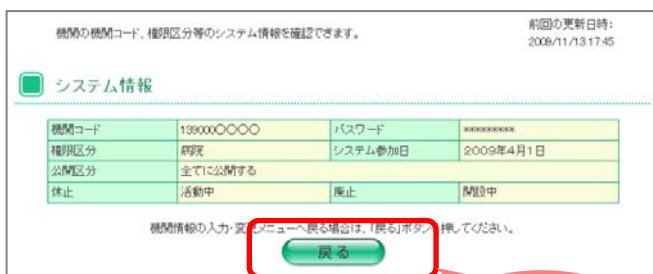 機関の機関コード、権限区分等のシステム情報を確認できます。
前回の更新日時：
2008/11/13 17:45
システム情報
機関コード 139000〇〇〇〇 パスワード **********
権限区分 病院 システム参加日 2009年4月1日
公開区分 全てに公開する
休止 活動中 廃止 開設中
機関情報の入力・変更メニューへ戻る場合は、「戻る」ボタンを押してください。
戻る